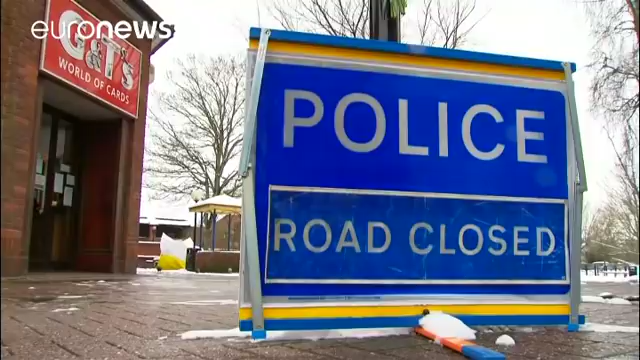 euronews.
G&T's
WORLD OF CARDS
POLICE
ROAD CLOSED